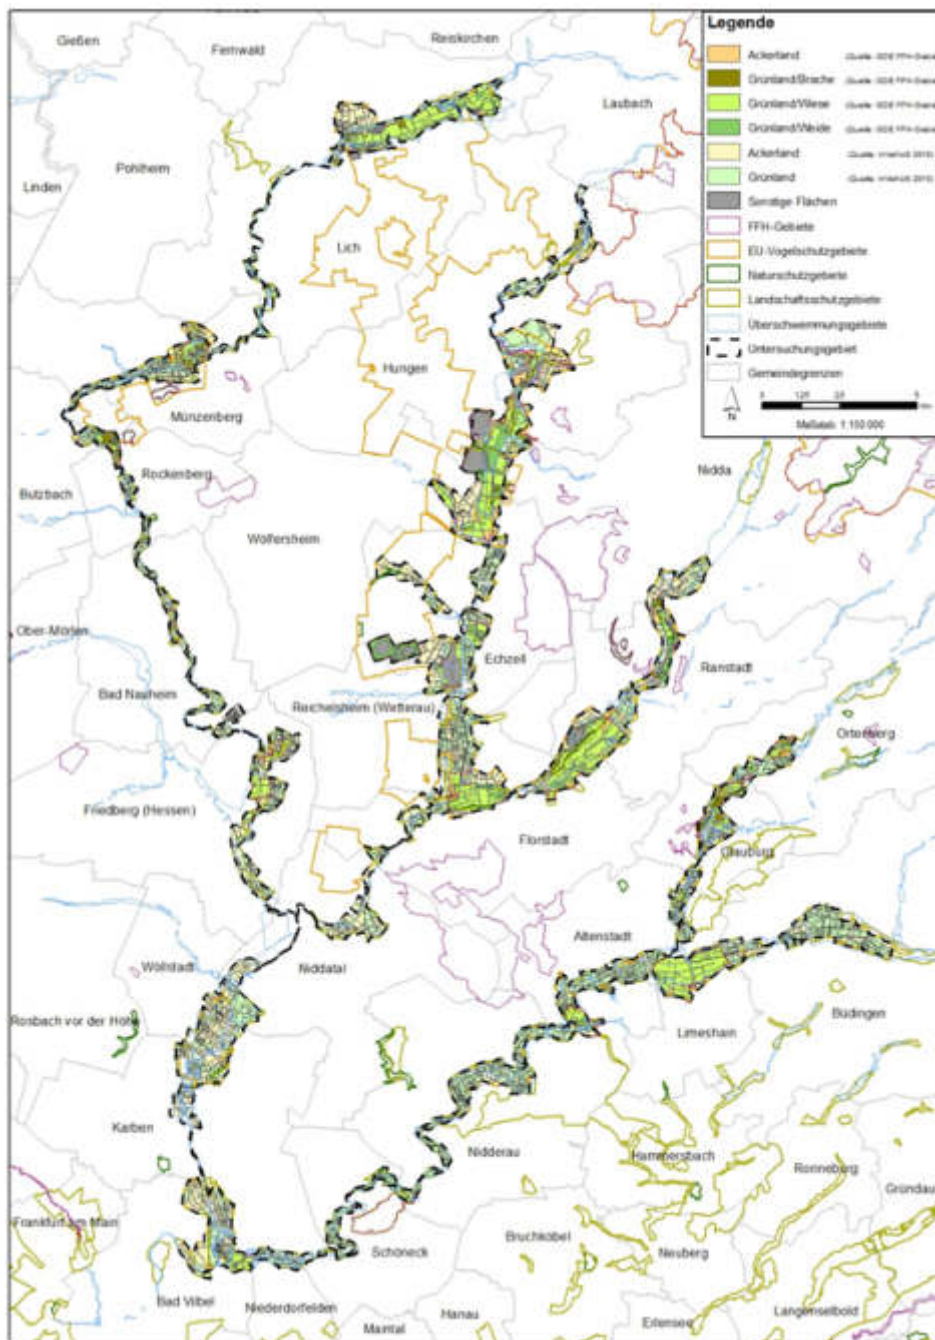 Gießen
Fernwald
Reiskirchen
Legende
Ackerland
Grünland/Brache
Grünland/Wiese
Grünland/Weide
Ackerland
Grünland
Sonstige Flächen
FFH-Gebiete
EU-Vogelschutzgebiete
Naturschutzgebiete
Landschaftsschutzgebiete
Überschwemmungsgebiete
Untersuchungsgebiet
Gemeindegrenzen
N
Maßstab: 1:150.000
Laubach
Pohlheim
Linden
Lich
Hungen
Münzenberg
Rockenberg
Butzbach
Nidda
Wölfersheim
Ober-Mörlen
Echzell
Ranstadt
Bad Nauheim
Reichelsheim (Wetterau)
Ortenberg
Friedberg (Hessen)
Florstadt
Glauburg
Altenstadt
Wöllstadt
Niddatal
Rosbach vor der Höhe
Limeshain
Büdingen
Karben
Nidderau
Hammersbach
Ronneburg
Gründau
Frankfurt am Main
Bruchköbel
Schöneck
Neuberg
Bad Vilbel
Niederdorfelden
Hanau
Maintal
Erlensee
Langenselbold